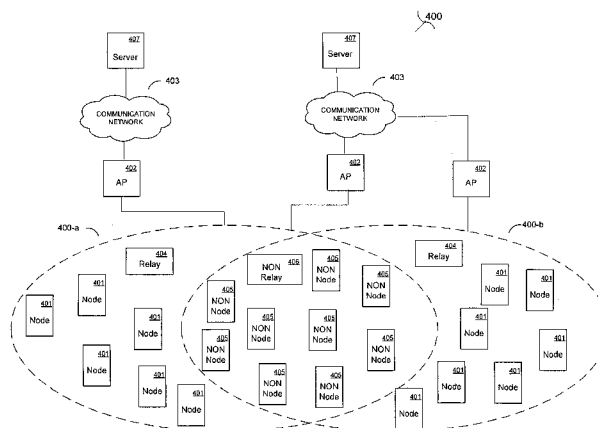 400
407
Server
407
Server
403
COMMUNICATION
NETWORK
403
COMMUNICATION
NETWORK
402
AP
402
AP
402
AP
400-a
400-b
404
Relay
406
NON
Relay
405
NON
Node
405
NON
Node
404
Relay
401
Node
401
Node
401
Node
401
Node
405
NON
Node
405
NON
Node
405
NON
Node
401
Node
401
Node
405
NON
Node
405
NON
Node
401
Node
401
Node
401
Node
401
Node
405
NON
Node
405
NON
Node
401
Node
401
Node
401
Node